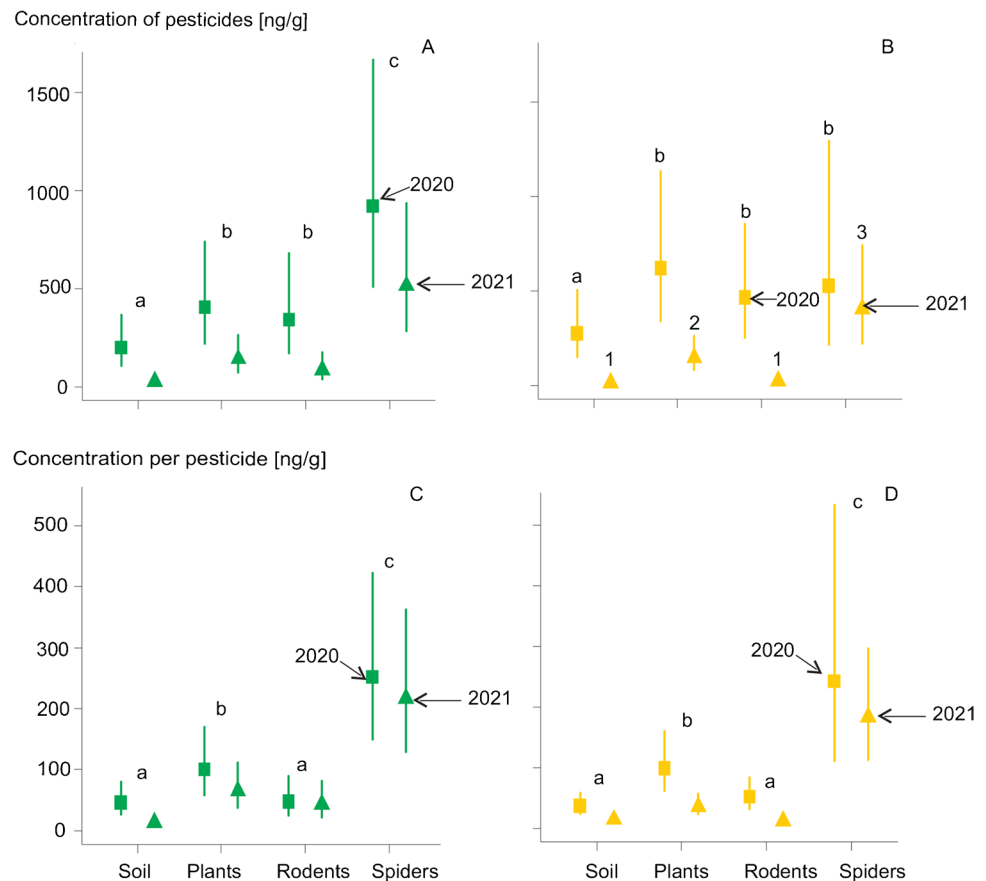 Concentration of pesticides [ng/g]
A
B
c
1500
b
b
2020
1000
b
b
b
3
a
a
2020
2021
500
2021
2
1
1
0
Concentration per pesticide [ng/g]
C
D
c
500
c
400
2020
2020
300
2021
2021
b
b
200
a
a
a
a
100
0
Soil Plants Rodents Spiders Soil Plants Rodents Spiders